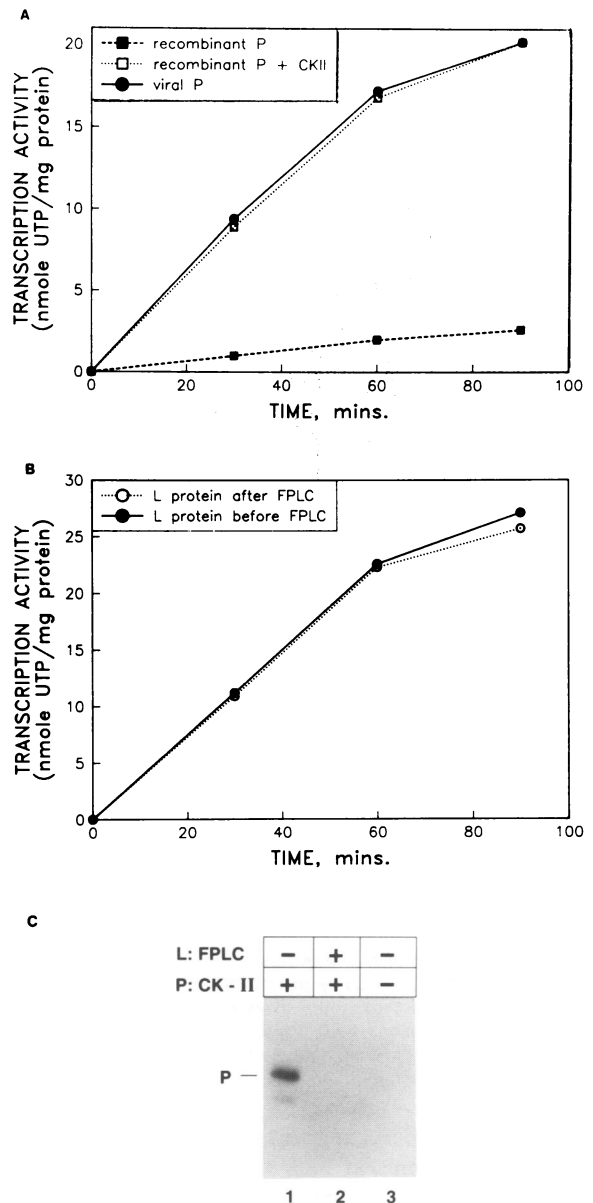 A
recombinant P
recombinant P + CKII
viral P
TRANSCRIPTION ACTIVITY
(nmole UTP/mg protein)
20
15
10
5
0
0 20 40 60 80 100
TIME, mins.
B
L protein after FPLC
L protein before FPLC
TRANSCRIPTION ACTIVITY
(nmole UTP/mg protein)
30
25
20
15
10
5
0
0 20 40 60 80 100
TIME, mins.
C
L: FPLC - + -
P: CK - II + + -
P —
1 2 3